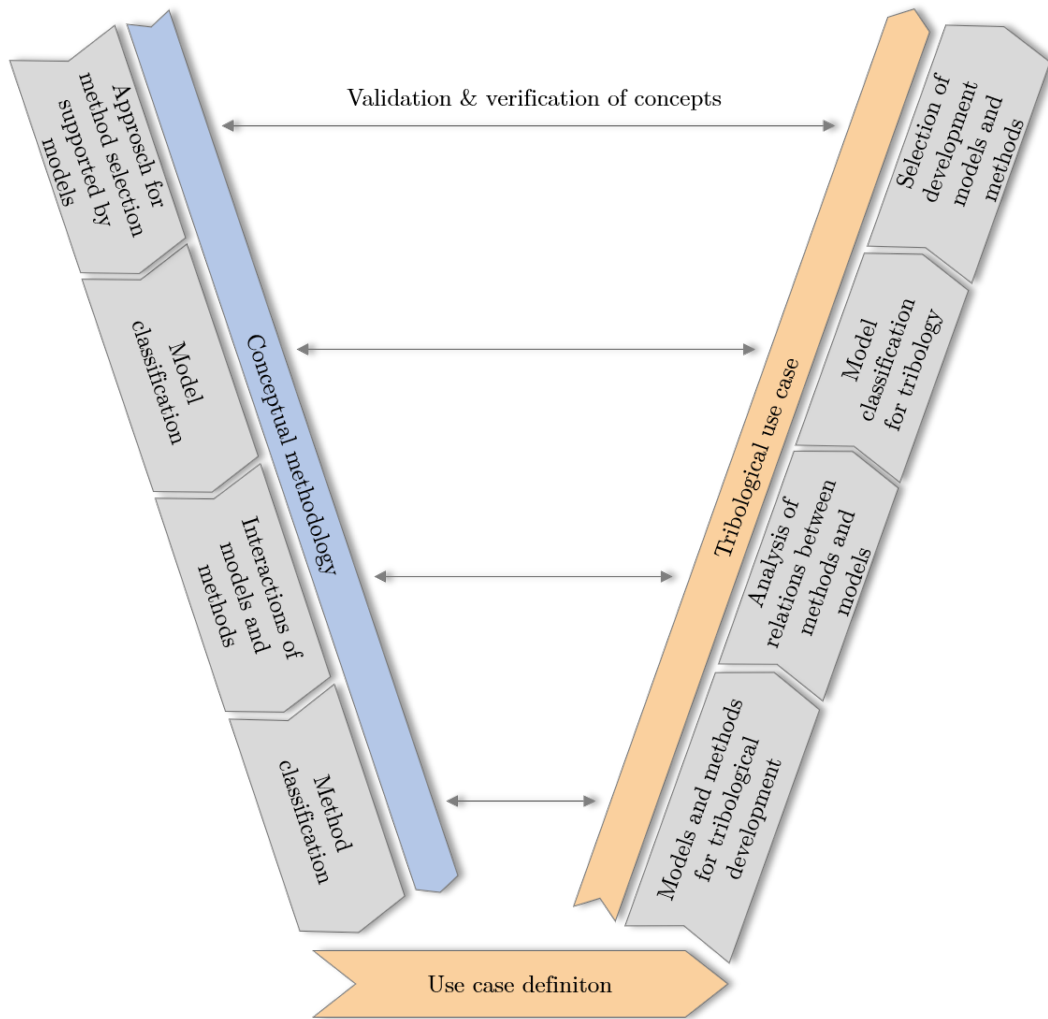 Approsch for
method selection
supported by
models
Model
classification
Interactions of
models and
methods
Method
classification
Conceptual methodology
Validation & verification of concepts
Use case definiton
Tribological use case
Models and methods
for tribological
development
Analysis of
relations between
methods and
models
Model
classification
for tribology
Selection of
development
models and
methods